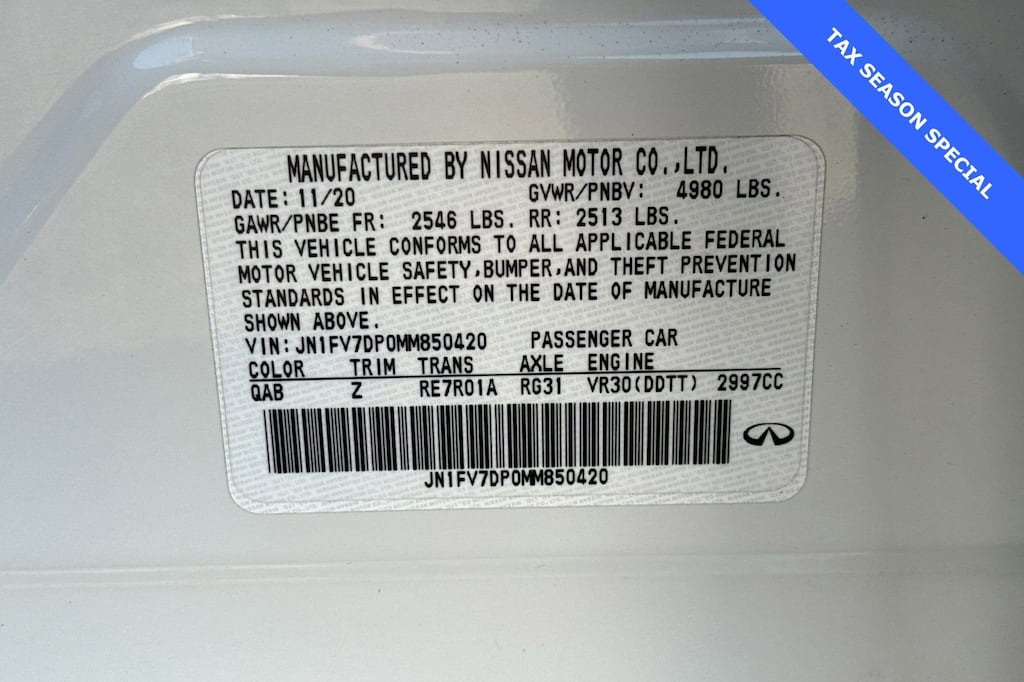 TAX SEASON SPECIAL
MANUFACTURED BY NISSAN MOTOR CO.,LTD.
DATE: 11/20 GVWR/PNBV: 4980 LBS.
GAWR/PNBE FR: 2546 LBS. RR: 2513 LBS.
THIS VEHICLE CONFORMS TO ALL APPLICABLE FEDERAL
MOTOR VEHICLE SAFETY,BUMPER,AND THEFT PREVENTION
STANDARDS IN EFFECT ON THE DATE OF MANUFACTURE
SHOWN ABOVE.
VIN: JN1FV7DP0MM850420 PASSENGER CAR
COLOR TRIM TRANS AXLE ENGINE
QAB Z RE7R01A RG31 VR30(DDTT) 2997CC
JN1FV7DP0MM850420